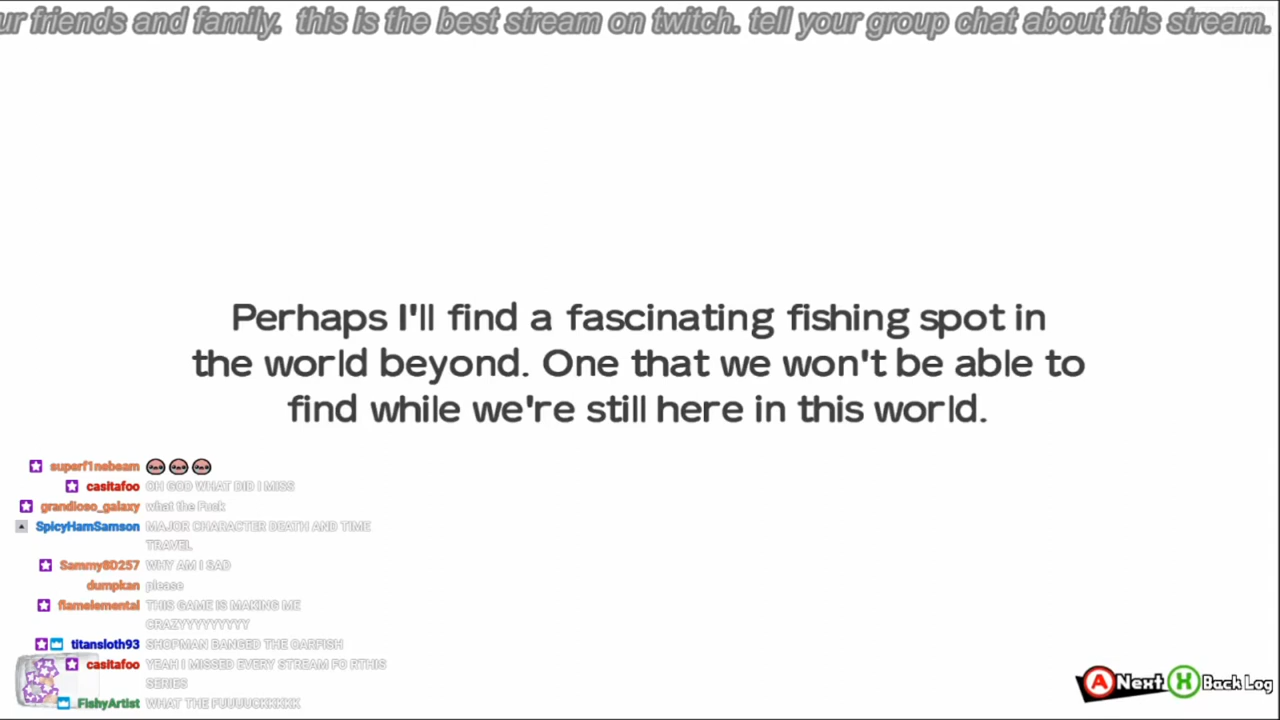 ur friends and family. this is the best stream on twitch. tell your group chat about this stream.
Perhaps I'll find a fascinating fishing spot in
the world beyond. One that we won't be able to
find while we're still here in this world.
superf1nebeam
casitafoo OH GOD WHAT DID I MISS
grandioso_galaxy what the Fuck
SpicyHamSamson MAJOR CHARACTER DEATH AND TIME
TRAVEL
Sammy8D257 WHY AM I SAD
dumpkan please
flamelemental THIS GAME IS MAKING ME
CRAZYYYYYYYYY
titansloth93 SHOPMAN BANGED THE OARFISH
casitafoo YEAH I MISSED EVERY STREAM FO RTHIS
SERIES
FishyArtist WHAT THE FUUUUCKKKKK
A Next X Back Log